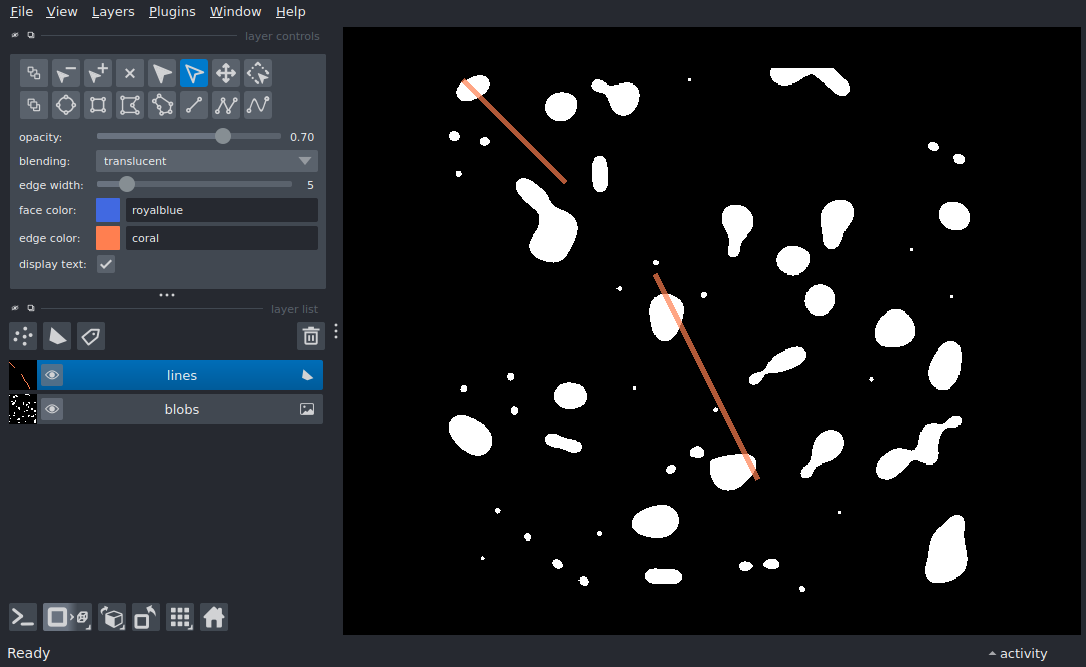 File View Layers Plugins Window Help
layer controls
opacity: 0.70
blending: translucent
edge width: 5
face color: royalblue
edge color: coral
display text:
layer list
lines
blobs
Ready
activity